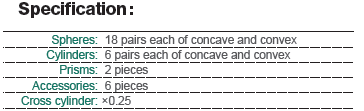 Specification:
Spheres: 18 pairs each of concave and convex
Cylinders: 6 pairs each of concave and convex
Prisms: 2 pieces
Accessories: 6 pieces
Cross cylinder: ×0.25